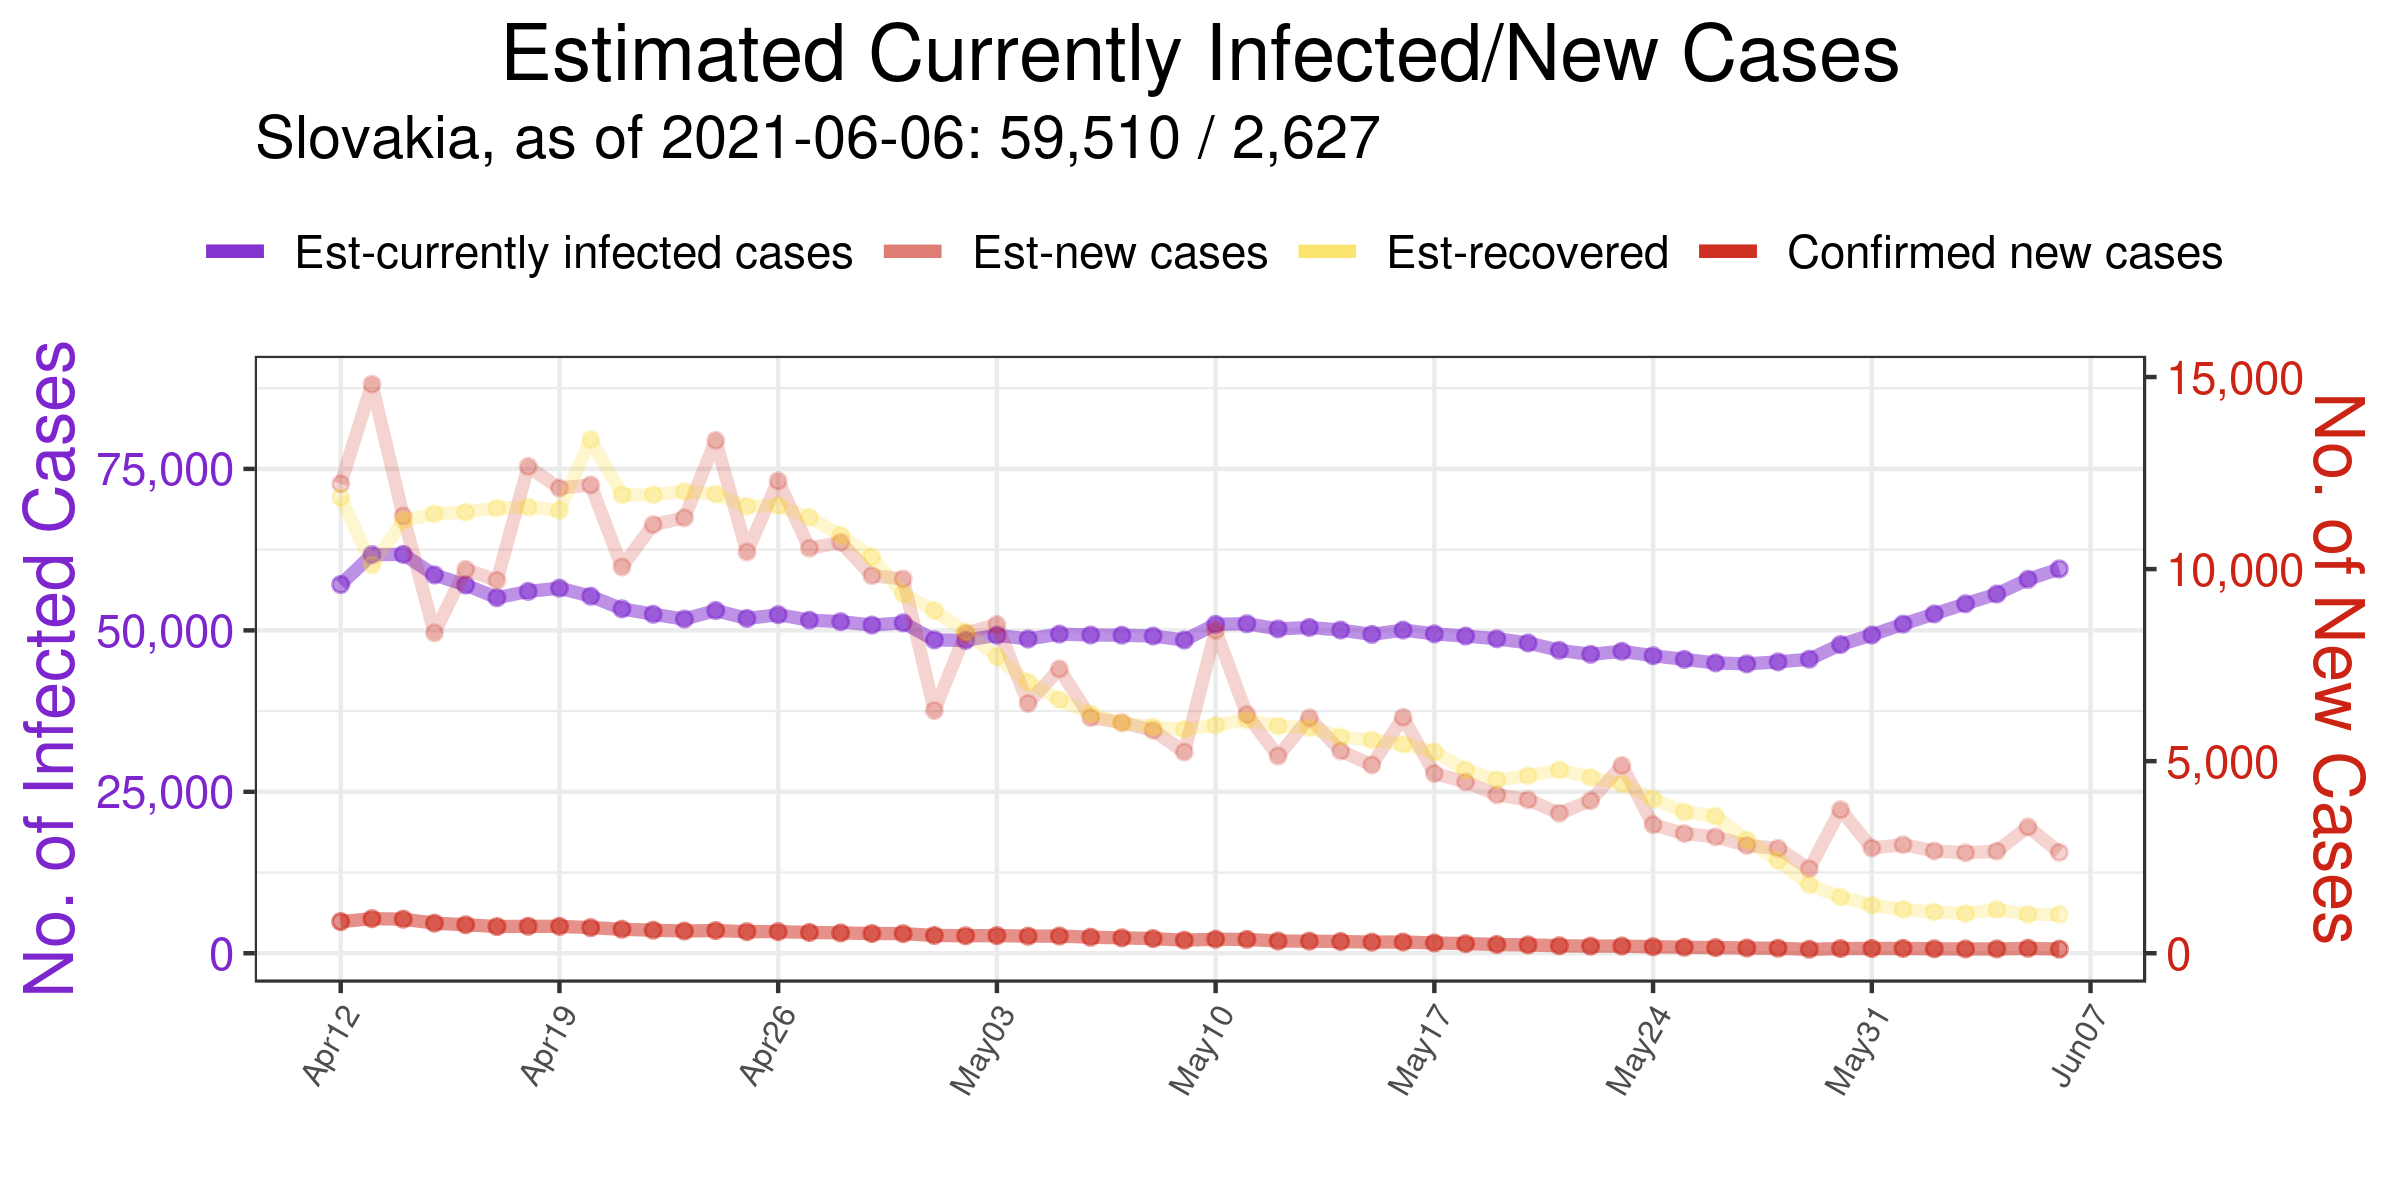 Estimated Currently Infected/New Cases
Slovakia, as of 2021-06-06: 59,510 / 2,627
Est-currently infected cases Est-new cases Est-recovered Confirmed new cases
No. of Infected Cases
75,000
50,000
25,000
0
15,000
10,000
5,000
0
No. of New Cases
Apr12 Apr19 Apr26 May03 May10 May17 May24 May31 Jun07